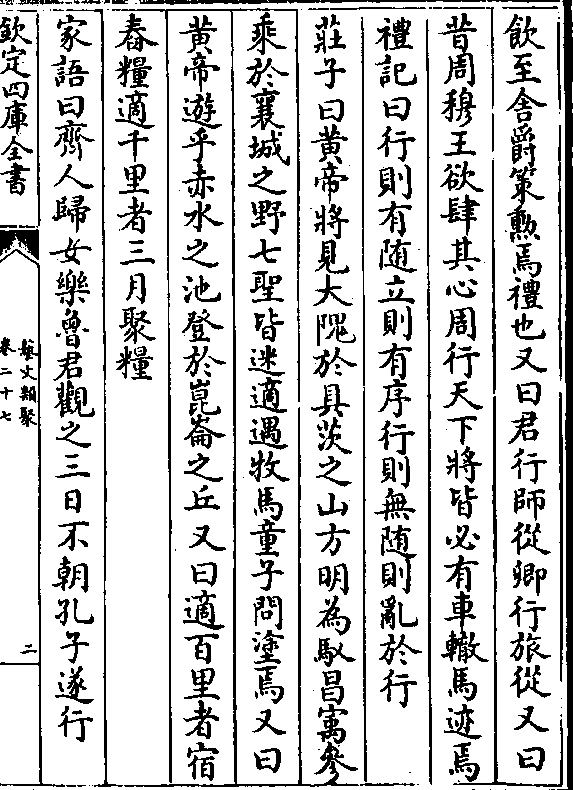 飲至舍爵策勲焉禮也又曰君行師從卿行旅從又曰
昔周穆王欲肆其心周行天下將皆必有車轍馬迹焉
禮記曰行則有随立則有序行則無随則亂於行
莊子曰黄帝將見大隗於具茨之山方明為馭昌寓參
乘於襄城之野七聖皆迷適遇牧馬童子問塗焉又曰
黄帝遊乎赤水之池登於崑崙之丘又曰適百里者宿
舂糧適千里者三月聚糧
家語曰齊人歸女樂魯君觀之三日不朝孔子遂行
欽定四庫全書
藝文類聚
卷二十七
二